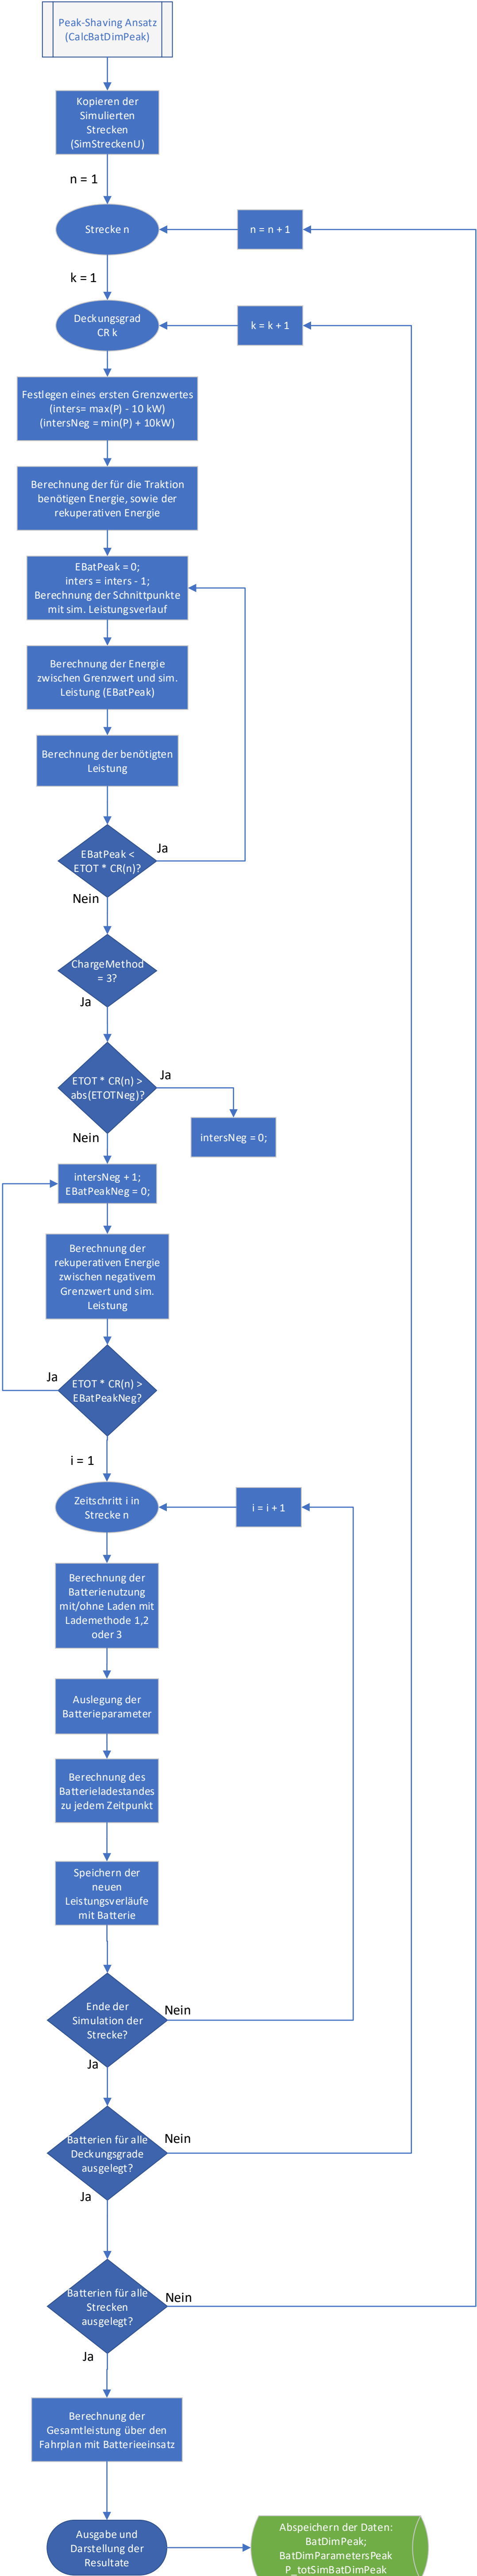 Peak-Shaving Ansatz
(CalcBatDimPeak)
Kopieren der
Simulierten
Strecken
(SimStreckenU)
n = 1
Strecke n
n = n + 1
k = 1
Deckungsgrad
CR k
k = k + 1
Festlegen eines ersten Grenzwertes
(inters= max(P) - 10 kW)
(intersNeg = min(P) + 10kW)
Berechnung der für die Traktion
benötigen Energie, sowie der
rekuperativen Energie
EBatPeak = 0;
inters = inters - 1;
Berechnung der Schnittpunkte
mit sim. Leistungsverlauf
Berechnung der Energie
zwischen Grenzwert und sim.
Leistung (EBatPeak)
Berechnung der benötigten
Leistung
EBatPeak <
ETOT * CR(n)?
Ja
Nein
ChargeMethod
= 3?
Ja
ETOT * CR(n) >
abs(ETOTNeg)?
Ja
intersNeg = 0;
Nein
intersNeg + 1;
EBatPeakNeg = 0;
Berechnung der
rekuperativen Energie
zwischen negativem
Grenzwert und sim.
Leistung
Ja
ETOT * CR(n) >
EBatPeakNeg?
i = 1
Zeitschritt i in
Strecke n
i = i + 1
Berechnung der
Batterienutzung
mit/ohne Laden mit
Lademethode 1,2
oder 3
Auslegung der
Batterieparameter
Berechnung des
Batterieladestandes
zu jedem Zeitpunkt
Speichern der
neuen
Leistungsverläufe
mit Batterie
Ende der
Simulation der
Strecke?
Nein
Ja
Batterien für alle
Deckungsgrade
ausgelegt?
Nein
Ja
Batterien für alle
Strecken
ausgelegt?
Nein
Ja
Berechnung der
Gesamtleistung über den
Fahrplan mit Batterieeinsatz
Ausgabe und
Darstellung der
Resultate
Abspeichern der Daten:
BatDimPeak;
BatDimParametersPeak
P_totSimBatDimPeak